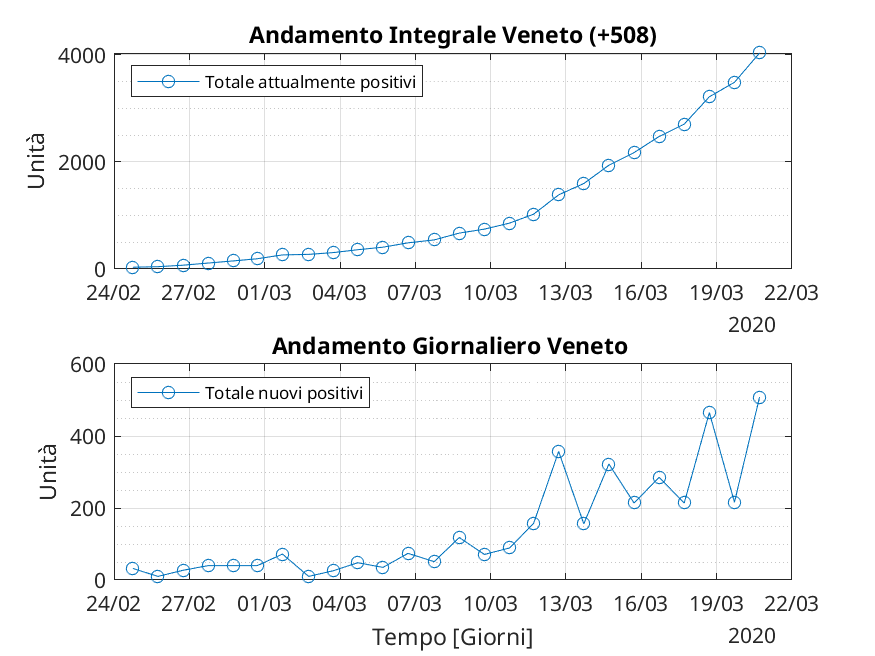 Andamento Integrale Veneto (+508)
4000
Totale attualmente positivi
Unità
2000
0
24/02 27/02 01/03 04/03 07/03 10/03 13/03 16/03 19/03 22/03
2020
Andamento Giornaliero Veneto
600
Totale nuovi positivi
400
Unità
200
0
24/02 27/02 01/03 04/03 07/03 10/03 13/03 16/03 19/03 22/03
Tempo [Giorni]
2020